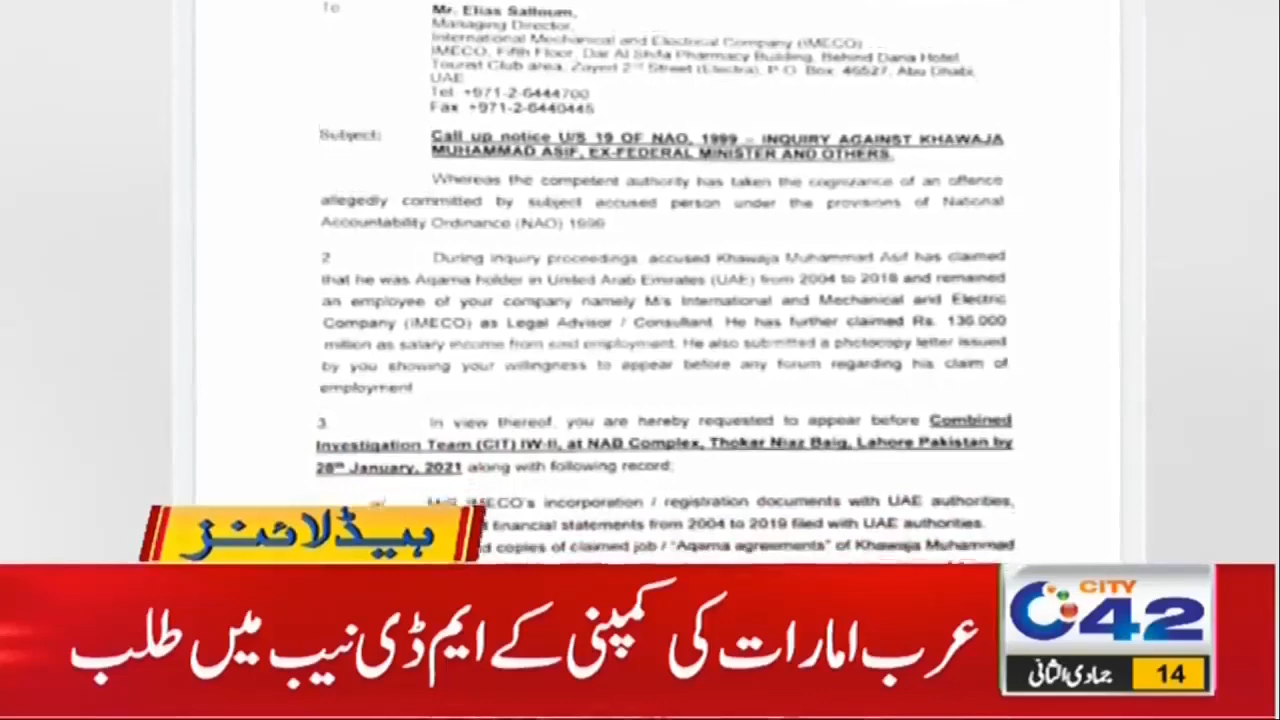 To Mr. Elias Salloum,
Managing Director,
International Mechanical and Electrical Company (IMECO)
IMECO, Fifth Floor, Dar Al Shifa Pharmacy Building, Behind Dana Hotel
Tourist Club area, Zayed 2nd Street (Electra), P.O. Box: 46527, Abu Dhabi,
UAE
Tel: +971-2-6444700
Fax: +971-2-6440445
Subject: Call up notice U/S 19 OF NAO, 1999 – INQUIRY AGAINST KHAWAJA
MUHAMMAD ASIF, EX-FEDERAL MINISTER AND OTHERS.
Whereas the competent authority has taken the cognizance of an offence
allegedly committed by subject accused person under the provisions of National
Accountability Ordinance (NAO) 1999
2 During inquiry proceedings accused Khawaja Muhammad Asif has claimed
that he was Aqama holder in United Arab Emirates (UAE) from 2004 to 2018 and remained
an employee of your company namely M/s International and Mechanical and Electric
Company (IMECO) as Legal Advisor / Consultant. He has further claimed Rs. 136.000
million as salary income from said employment. He also submitted a photocopy letter issued
by you showing your willingness to appear before any forum regarding his claim of
employment
3. In view thereof, you are hereby requested to appear before Combined
Investigation Team (CIT) IW-II, at NAB Complex, Thokar Niaz Baig, Lahore Pakistan by
28th January, 2021 along with following record;
IMECO's incorporation / registration documents with UAE authorities,
financial statements from 2004 to 2019 filed with UAE authorities.
copies of claimed job / "Aqama agreements" of Khawaja Muhammad
ہیڈلائنز
عرب امارات کی کمپنی کے ایم ڈی نیب میں طلب
CITY
42
جمادی الثانی 14